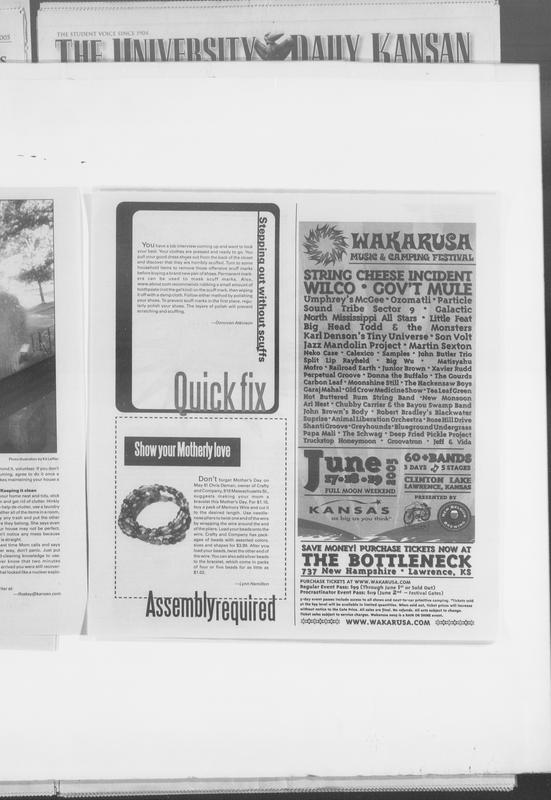 THE STUDENT VOICE SINCE 1904
THE UNIVERSITY DAILY KANSAN
Photo illustration by Kit Leffler
Keeping it clean
Stepping out without scuffs
You have a job interview coming up and want to look
your best. Your clothes are pressed and ready to go. You
pull your good dress shoes out from the back of the closet
and discover that they are horribly scuffed. Turn to some
household items to remove those offensive scuff marks
before buying a brand new pair of shoes. Permanent mark-
ers can be used to mask scuff marks. Also,
www.about.com recommends rubbing a small amount of
toothpaste (not the gel kind) on the scuff mark, then wiping
it off with a damp cloth. Follow either method by polishing
your shoes. To prevent scuff marks in the first place, regu-
larly polish your shoes. The layers of polish will prevent
scratching and scuffing.
—Donovan Atkinson
Quick fix
Show your Motherly love
Don't forget Mother's Day on
May 8! Chris Osman, owner of Crafty
and Company, 918 Massachusetts St.,
suggests making your mom a
bracelet this Mother's Day. For $1.10,
buy a pack of Memory Wire and cut it
to the desired length. Use needle-
nose pliers to twist one end of the wire
by wrapping the wire around the end
of the pliers. Load your beads onto the
wire. Crafty and Company has pack-
ages of beads with assorted colors,
sizes and shapes for $3.99. After you
load your beads, twist the other end of
the wire. You can also add silver beads
to the bracelet, which come in packs
of four or five beads for as little as
$1.02.
—Lynn Hamilton
Assembly required
WAKARUSA
MUSIC & CAMPING FESTIVAL
STRING CHEESE INCIDENT
WILCO • GOV'T MULE
Umphrey's McGee • Ozomatli • Particle
Sound Tribe Sector 9 • Galactic
North Mississippi All Stars • Little Feat
Big Head Todd & the Monsters
Karl Denson's Tiny Universe • Son Volt
Jazz Mandolin Project • Martin Sexton
Neko Case • Calexico • Samples • John Butler Trio
Split Lip Rayfield • Big Wu • Matisyahu
Mofro • Railroad Earth • Junior Brown • Xavier Rudd
Perpetual Groove • Donna the Buffalo • The Gourds
Carbon Leaf • Moonshine Still • The Hackensaw Boys
Garaj Mahal • Old Crow Medicine Show • Tea Leaf Green
Hot Buttered Rum String Band • New Monsoon
Ari Hest • Chubby Carrier & the Bayou Swamp Band
John Brown's Body • Robert Bradley's Blackwater
Suprise • Animal Liberation Orchestra • Rose Hill Drive
Shanti Groove • Greyhounds • Blueground Undergrass
Papa Mali • The Schwag • Deep Fried Pickle Project
Truckstop Honeymoon • Groovatron • Jeff & Vida
June 17•18•19 2005
FULL MOON WEEKEND
60+BANDS
3 DAYS 5 STAGES
CLINTON LAKE
LAWRENCE, KANSAS
PRESENTED BY
KANSAS
as big as you think
SAVE MONEY! PURCHASE TICKETS NOW AT
THE BOTTLENECK
737 New Hampshire • Lawrence, KS
PURCHASE TICKETS AT WWW.WAKARUSA.COM
Regular Event Pass: $99 (Through June 1st or Sold Out)
Procrastinator Event Pass: $119 (June 2nd – Festival Gates)
WWW.WAKARUSA.COM